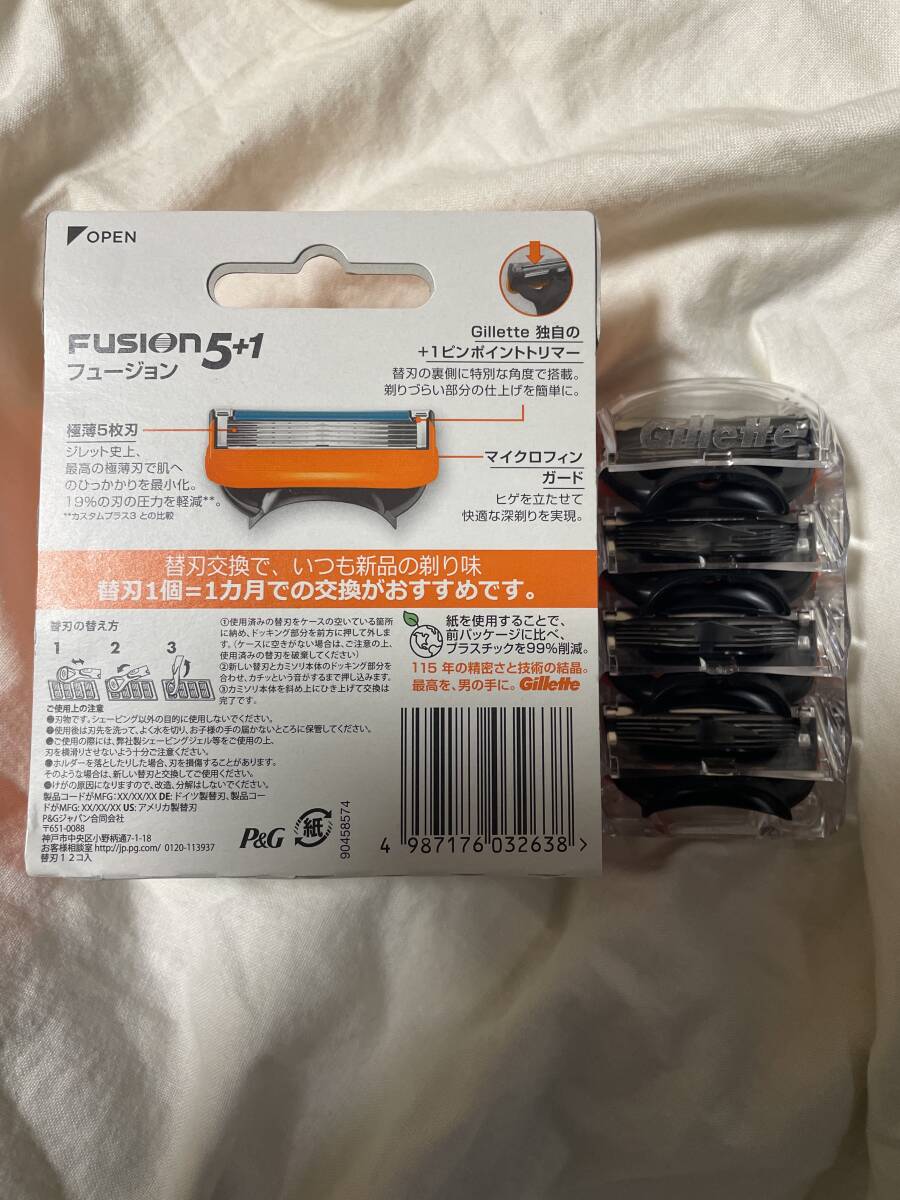 OPEN
FUSION5+1
フュージョン
Gillette 独自の
+1ピンポイントトリマー
替刃の裏側に特別な角度で搭載。
剃りづらい部分の仕上げを簡単に。
極薄5枚刃
ジレット史上、
最高の極薄刃で肌へ
のひっかかりを最小化。
19%の刃の圧力を軽減**。
**カスタムプラス3 との比較
マイクロフィン
ガード
ヒゲを立たせて
快適な深剃りを実現。
替刃交換で、いつも新品の剃り味
替刃1個=1カ月での交換がおすすめです。
替刃の替え方
1 2 3
①使用済みの替刃をケースの空いている箇所
に納め、ドッキング部分を前方に押して外しま
す。(ケースに空きがない場合は、ご注意の上、
使用済みの替刃を破棄してください)
②新しい替刃とカミソリ本体のドッキング部分を
合わせ、カチッという音がするまで押し込みます。
③カミソリ本体を斜め上にひき上げて交換は
完了です。
紙を使用することで、
前パッケージに比べ、
プラスチックを99%削減。
115 年の精密さと技術の結晶。
最高を、男の手に。Gillette
ご使用上の注意
●刃物です。シェービング以外の目的に使用しないでください。
●使用後は刃先を洗って、よく水を切り、お子様の手の届かないところに保管してください。
●ご使用の際には、弊社製シェービングジェル等をご使用の上、
刃を横滑りさせないよう十分ご注意ください。
●ホルダーを落としたりした場合、刃を損傷することがあります。
そのような場合は、新しい替刃と交換してご使用ください。
●けがの原因になりますので、改造、分解はしないでください。
製品コードがMFG: XX/XX/XX DE: ドイツ製替刃、製品コー
ドがMFG: XX/XX/XX US: アメリカ製替刃
P&Gジャパン合同会社
〒651-0088
神戸市中央区小野柄通7-1-18
お客様相談室 http://jp.pg.com/ 0120-113937
替刃12コ入
P&G
紙
90458574
4 987176 032638 >
Gillette